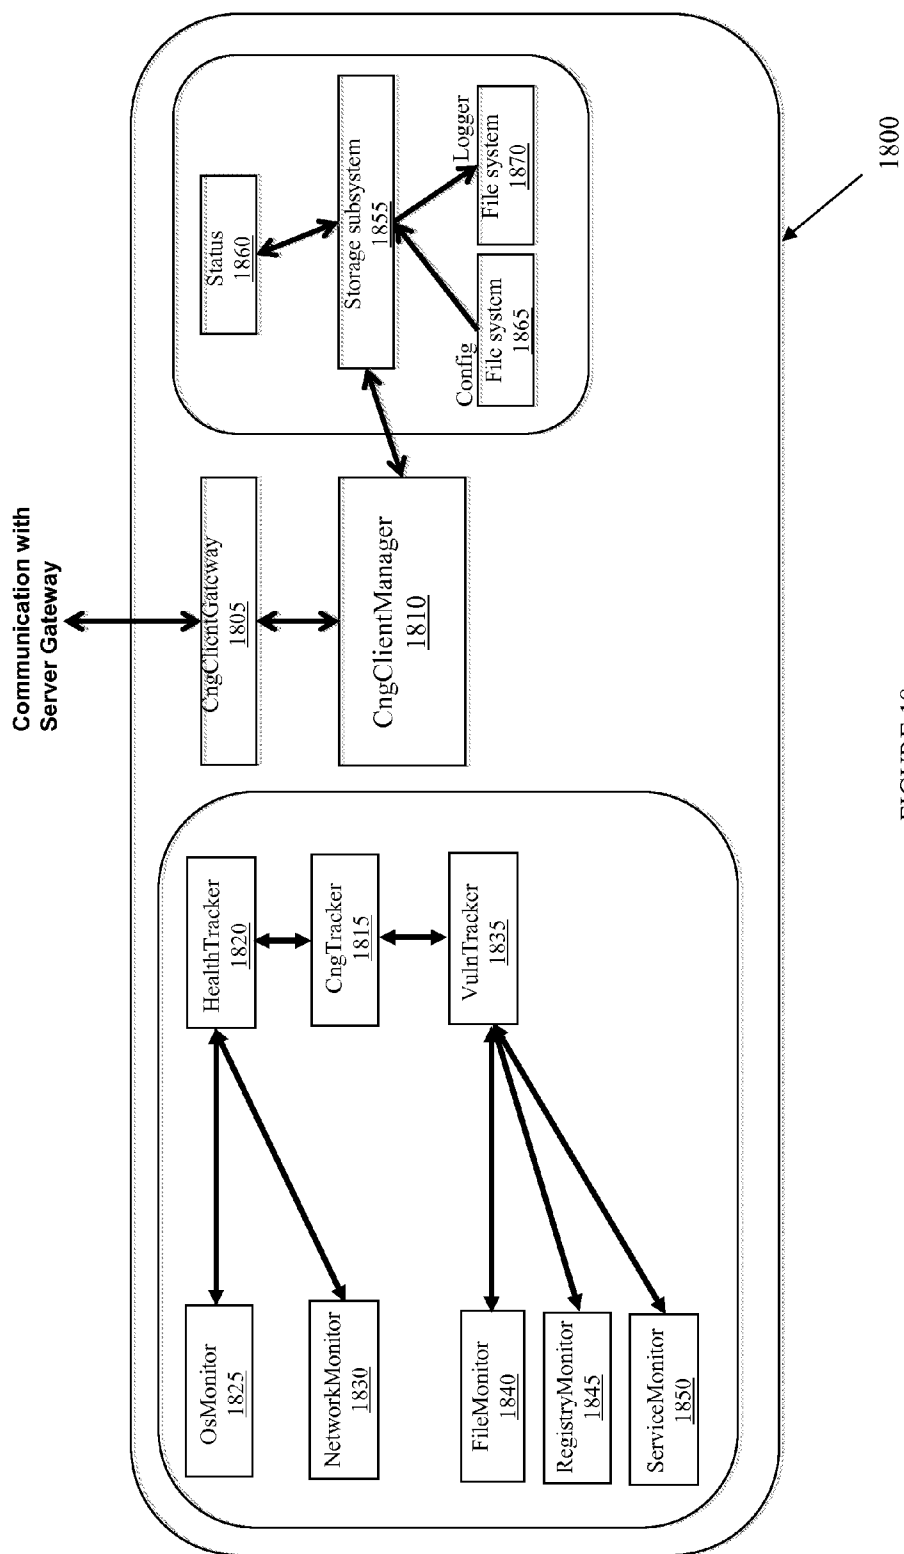 Communication with
Server Gateway
OsMonitor
1825
HealthTracker
1820
CngClientGateway
1805
Status
1860
NetworkMonitor
1830
CngTracker
1815
CngClientManager
1810
Storage subsystem
1855
FileMonitor
1840
VulnTracker
1835
Config
Logger
File system
1865
File system
1870
RegistryMonitor
1845
ServiceMonitor
1850
1800
FIGURE